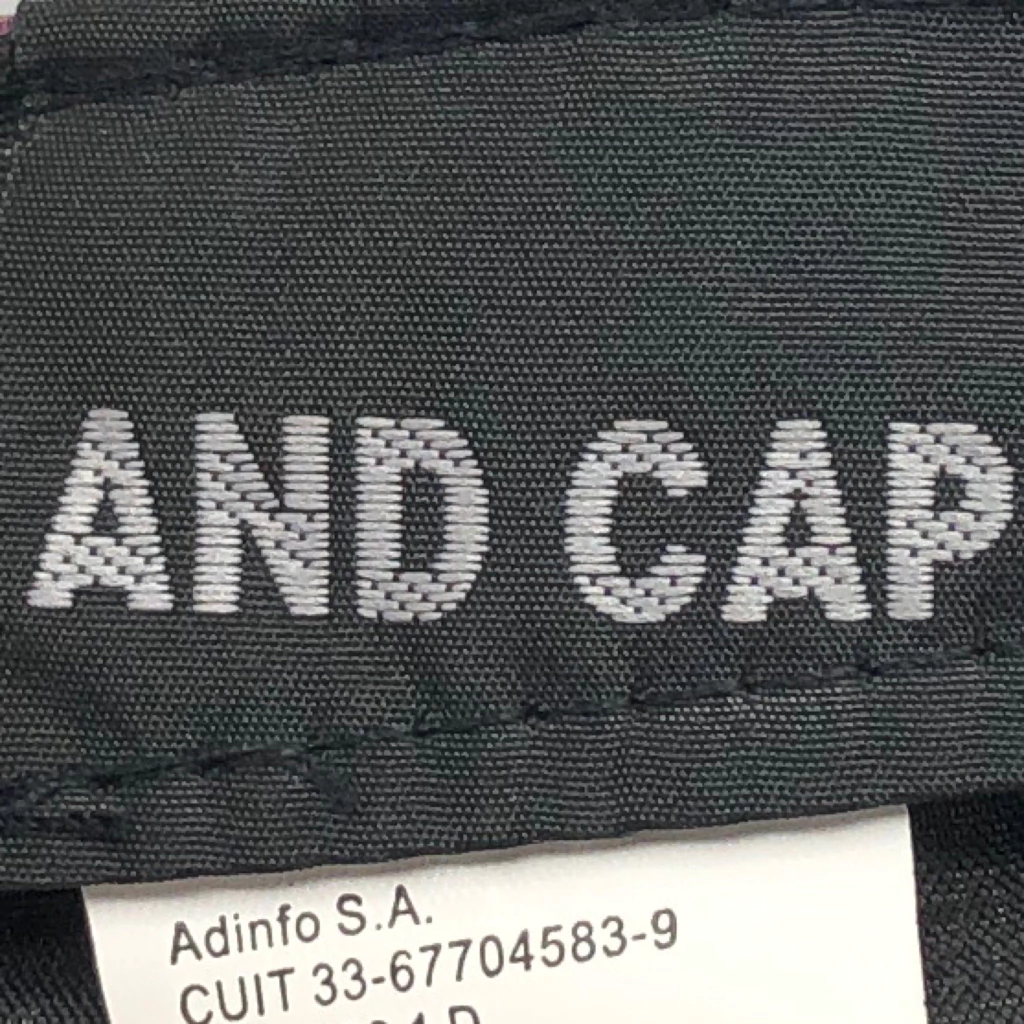 AND CAP
Adinfo S.A.
CUIT 33-67704583-9